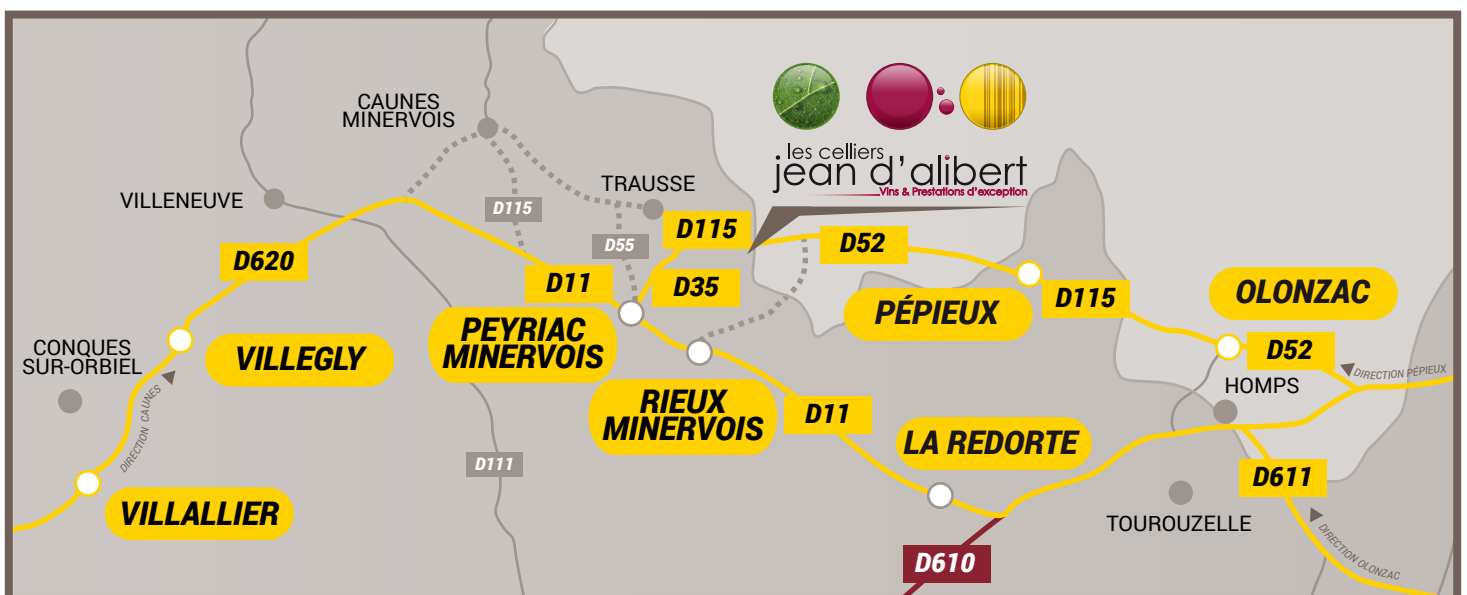 CAUNES
MINERVOIS
les celliers
jean d'alibert
Vins & Prestations d'exception
VILLENEUVE
TRAUSSE
D115
D115
D55
D52
D620
D11
D35
D115
PÉPIEUX
OLONZAC
PEYRIAC
MINERVOIS
CONQUES
SUR-ORBIEL
VILLEGLY
D52
DIRECTION PÉPIEUX
HOMPS
DIRECTION CAUNES
RIEUX
MINERVOIS
D11
LA REDORTE
D111
D611
VILLALLIER
TOUROUZELLE
DIRECTION OLONZAC
D610